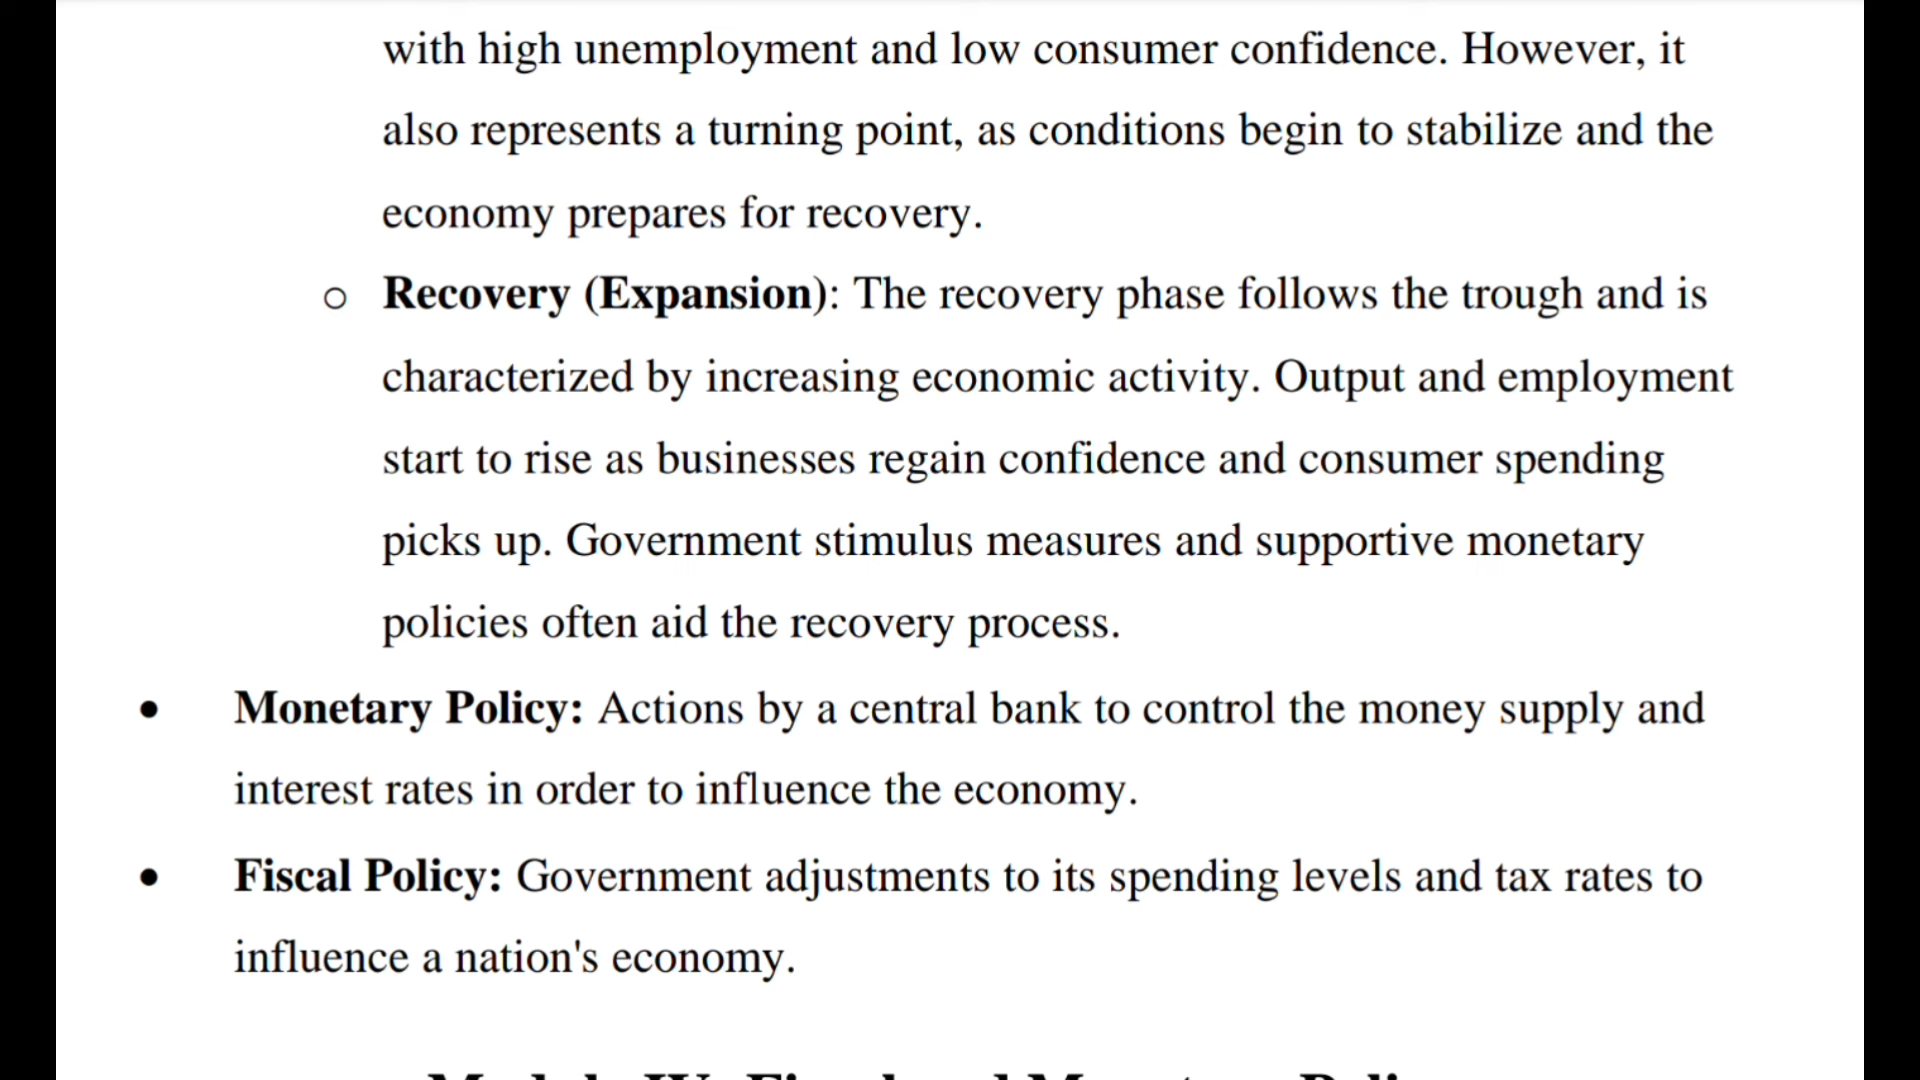 with high unemployment and low consumer confidence. However, it
also represents a turning point, as conditions begin to stabilize and the
economy prepares for recovery.
o Recovery (Expansion): The recovery phase follows the trough and is
characterized by increasing economic activity. Output and employment
start to rise as businesses regain confidence and consumer spending
picks up. Government stimulus measures and supportive monetary
policies often aid the recovery process.
• Monetary Policy: Actions by a central bank to control the money supply and
interest rates in order to influence the economy.
• Fiscal Policy: Government adjustments to its spending levels and tax rates to
influence a nation's economy.